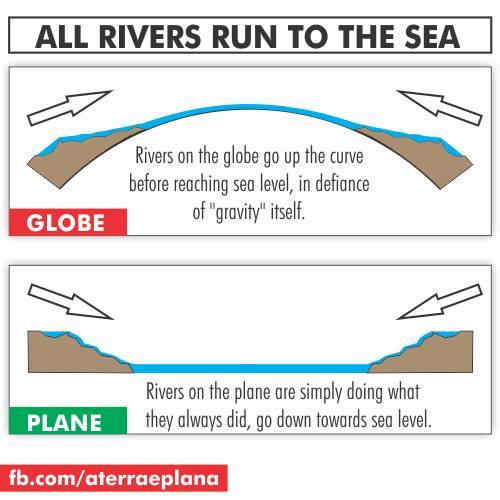 ALL RIVERS RUN TO THE SEA
Rivers on the globe go up the curve
before reaching sea level, in defiance
of "gravity" itself.
GLOBE
Rivers on the plane are simply doing what
they always did, go down towards sea level.
PLANE
fb.com/aterraeplana